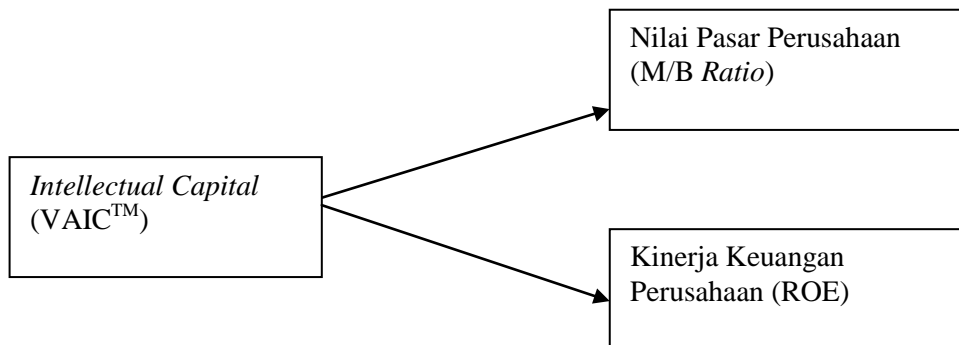 Nilai Pasar Perusahaan
(M/B Ratio)
Intellectual Capital
(VAIC™)
Kinerja Keuangan
Perusahaan (ROE)